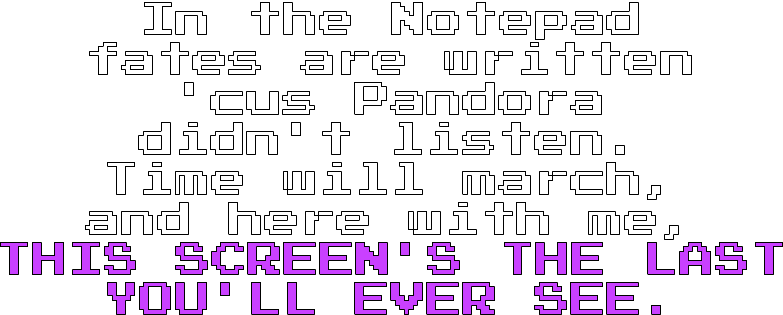 In the Notepad
fates are written
'cus Pandora
didn't listen.
Time will march,
and here with me,
THIS SCREEN'S THE LAST
YOU'LL EVER SEE.